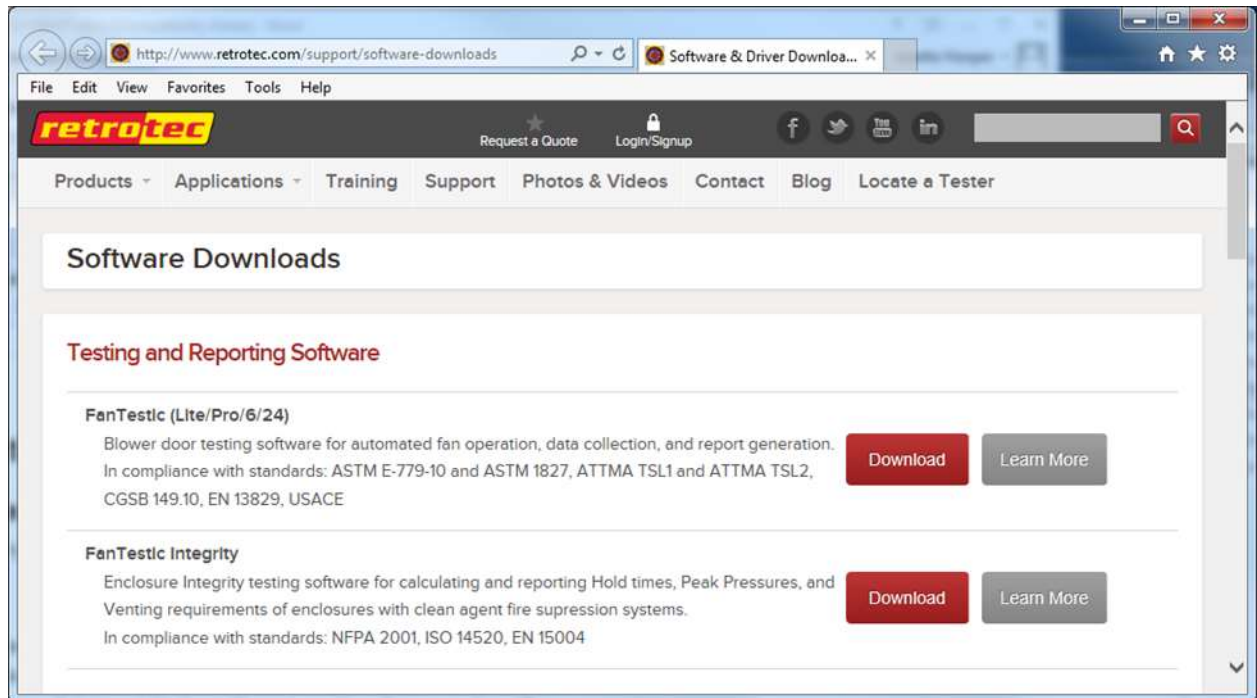 http://www.retrotec.com/support/software-downloads
Software & Driver Downloa...
File Edit View Favorites Tools Help
retrotec
Request a Quote Login/Signup
f You Tube in
Products Applications Training Support Photos & Videos Contact Blog Locate a Tester
Software Downloads
Testing and Reporting Software
FanTestic (Lite/Pro/6/24)
Blower door testing software for automated fan operation, data collection, and report generation.
In compliance with standards: ASTM E-779-10 and ASTM 1827, ATTMA TSL1 and ATTMA TSL2,
CGSB 149.10, EN 13829, USACE
Download Learn More
FanTestic Integrity
Enclosure Integrity testing software for calculating and reporting Hold times, Peak Pressures, and
Venting requirements of enclosures with clean agent fire supression systems.
In compliance with standards: NFPA 2001, ISO 14520, EN 15004
Download Learn More